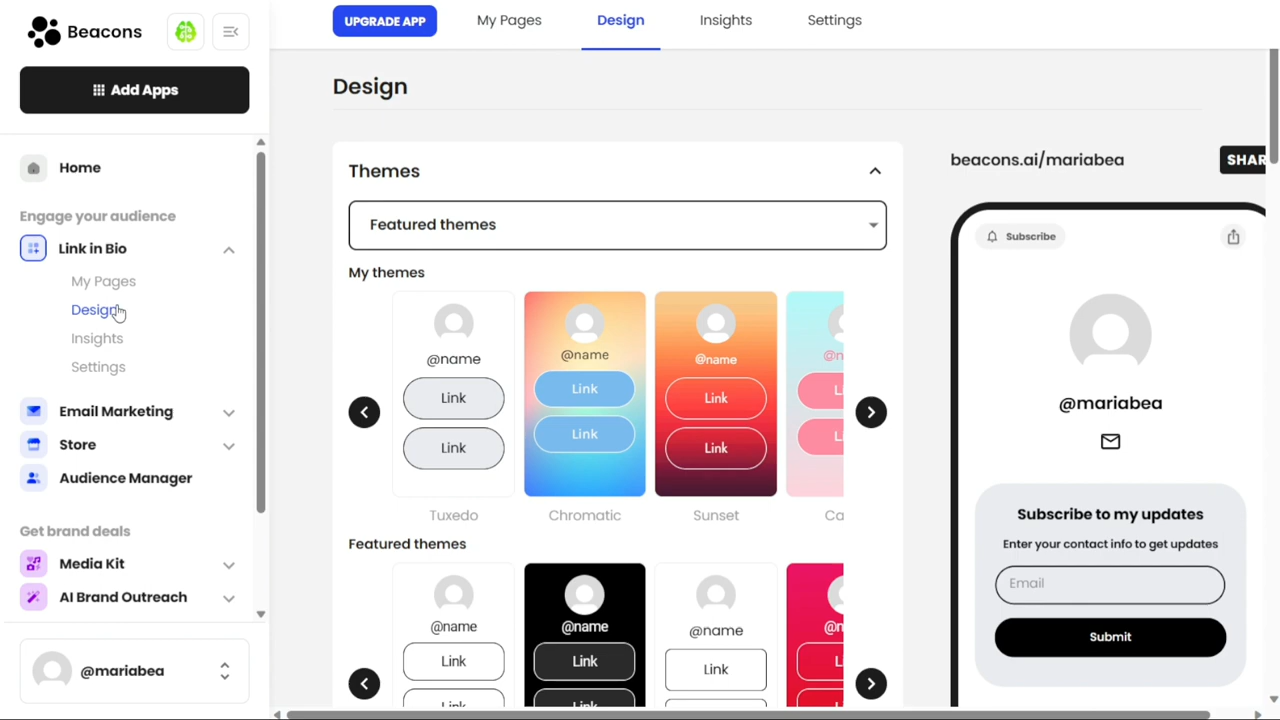 Beacons
Add Apps
Home
Engage your audience
Link in Bio
My Pages
Design
Insights
Settings
Email Marketing
Store
Audience Manager
Get brand deals
Media Kit
AI Brand Outreach
@mariabea
UPGRADE APP
My Pages
Design
Insights
Settings
Design
Themes
Featured themes
My themes
@name
Link
Link
Tuxedo
@name
Link
Link
Chromatic
@name
Link
Link
Sunset
@n
L
L
Ca
Featured themes
@name
Link
Link
@name
Link
Link
@name
Link
@n
L
beacons.ai/mariabea
SHAR
Subscribe
@mariabea
Subscribe to my updates
Enter your contact info to get updates
Email
Submit